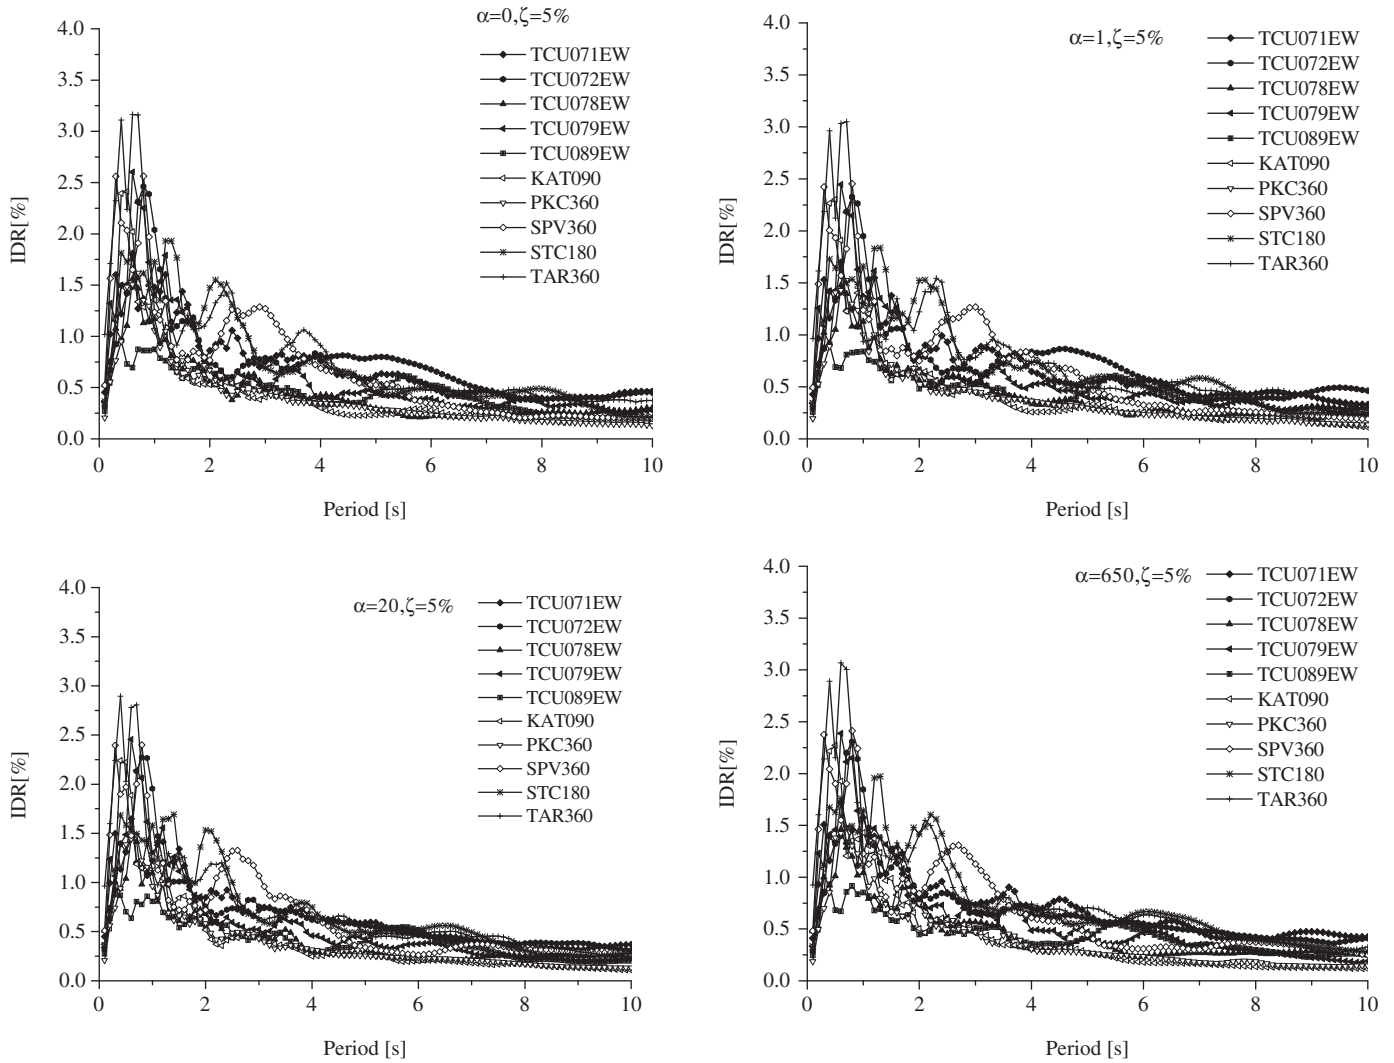 α=0,ζ=5%
4.0
3.5
3.0
2.5
2.0
1.5
1.0
0.5
0.0
IDR[%]
TCU071EW
TCU072EW
TCU078EW
TCU079EW
TCU089EW
KAT090
PKC360
SPV360
STC180
TAR360
0 2 4 6 8 10
Period [s]
α=1,ζ=5%
4.0
3.5
3.0
2.5
2.0
1.5
1.0
0.5
0.0
IDR[%]
TCU071EW
TCU072EW
TCU078EW
TCU079EW
TCU089EW
KAT090
PKC360
SPV360
STC180
TAR360
0 2 4 6 8 10
Period [s]
α=20,ζ=5%
4.0
3.5
3.0
2.5
2.0
1.5
1.0
0.5
0.0
IDR[%]
TCU071EW
TCU072EW
TCU078EW
TCU079EW
TCU089EW
KAT090
PKC360
SPV360
STC180
TAR360
0 2 4 6 8 10
Period [s]
α=650,ζ=5%
4.0
3.5
3.0
2.5
2.0
1.5
1.0
0.5
0.0
IDR[%]
TCU071EW
TCU072EW
TCU078EW
TCU079EW
TCU089EW
KAT090
PKC360
SPV360
STC180
TAR360
0 2 4 6 8 10
Period [s]